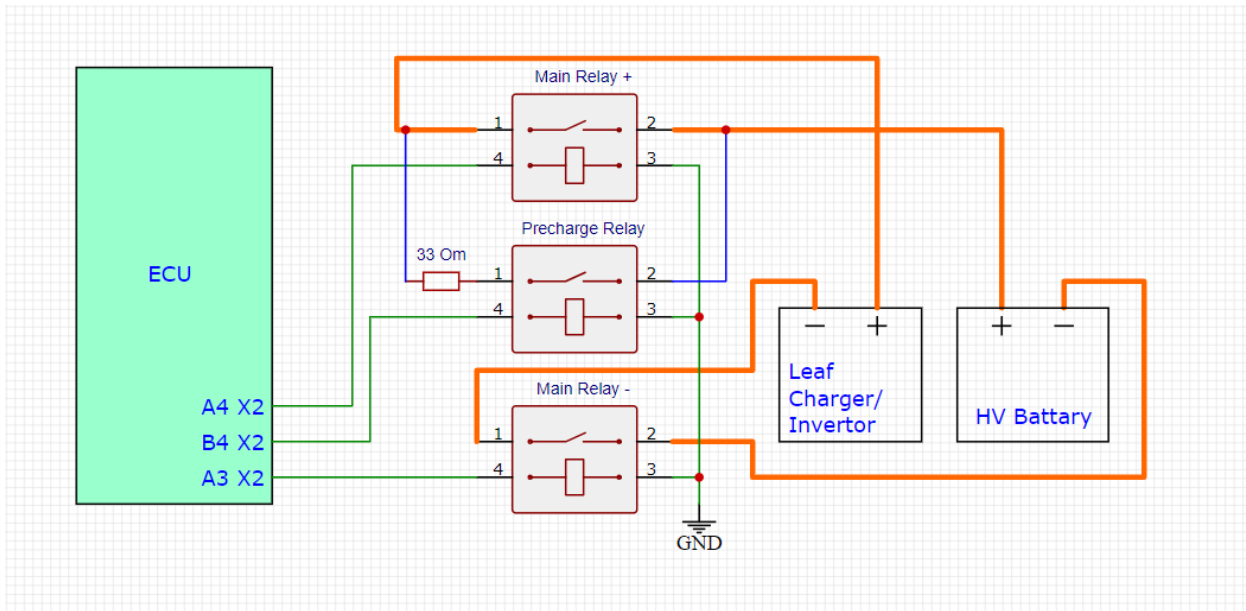 Main Relay +
1
2
4
3
Precharge Relay
33 Om
1
2
4
3
ECU
Main Relay -
1
2
4
3
A4 X2
B4 X2
A3 X2
GND
— +
Leaf
Charger/
Invertor
+ —
HV Battary